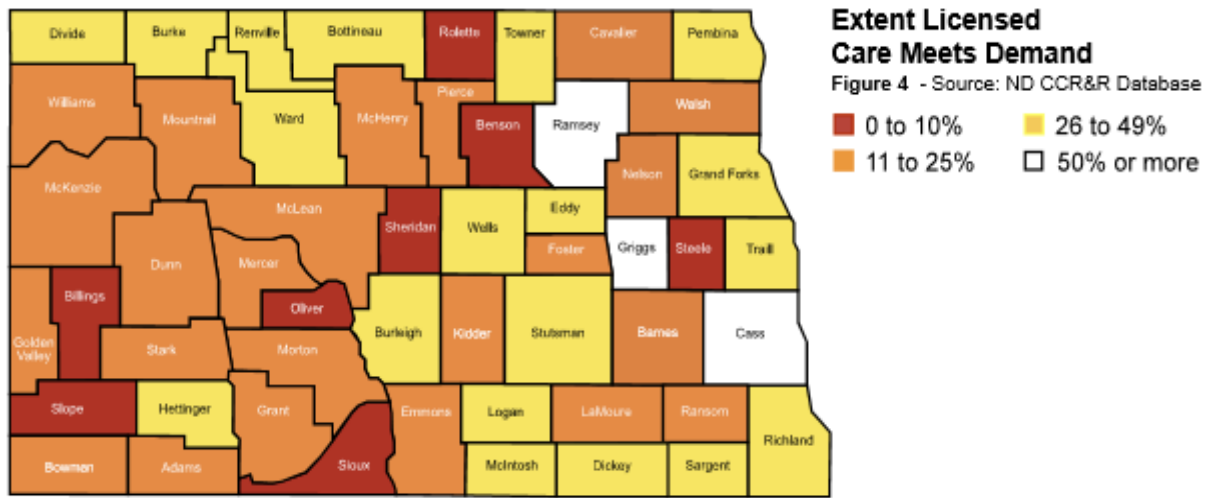 Extent Licensed
Care Meets Demand
Figure 4 - Source: ND CCR&R Database
0 to 10%
26 to 49%
11 to 25%
50% or more
Divide
Burke
Renville
Bottineau
Rolette
Towner
Cavalier
Pembina
Williams
Mountrail
Ward
McHenry
Pierce
Benson
Ramsey
Walsh
McKenzie
Nelson
Grand Forks
McLean
Sheridan
Wells
Eddy
Foster
Griggs
Steele
Traill
Dunn
Mercer
Oliver
Billings
Golden
Valley
Stark
Morton
Burleigh
Kidder
Stutsman
Barnes
Cass
Slope
Hettinger
Grant
Emmons
Logan
LaMoure
Ransom
Richland
Bowman
Adams
Sioux
McIntosh
Dickey
Sargent